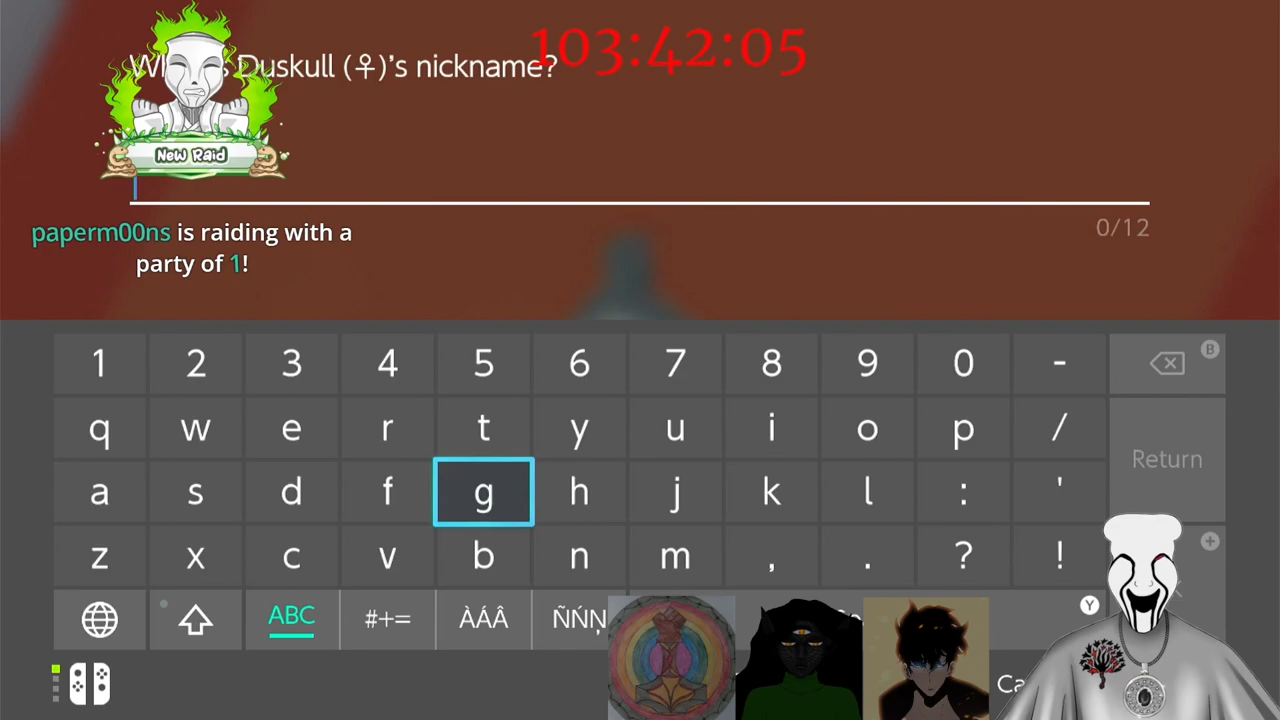 103:42:05
Duskull (♀)'s nickname?
New Raid
paperm00ns is raiding with a
party of 1!
0/12
1 2 3 4 5 6 7 8 9 0 - B
q w e r t y u i o p /
Return
a s d f g h j k l : '
z x c v b n m , . ? ! +
ABC #+= ÀÁÂ ÑŃŅ Y